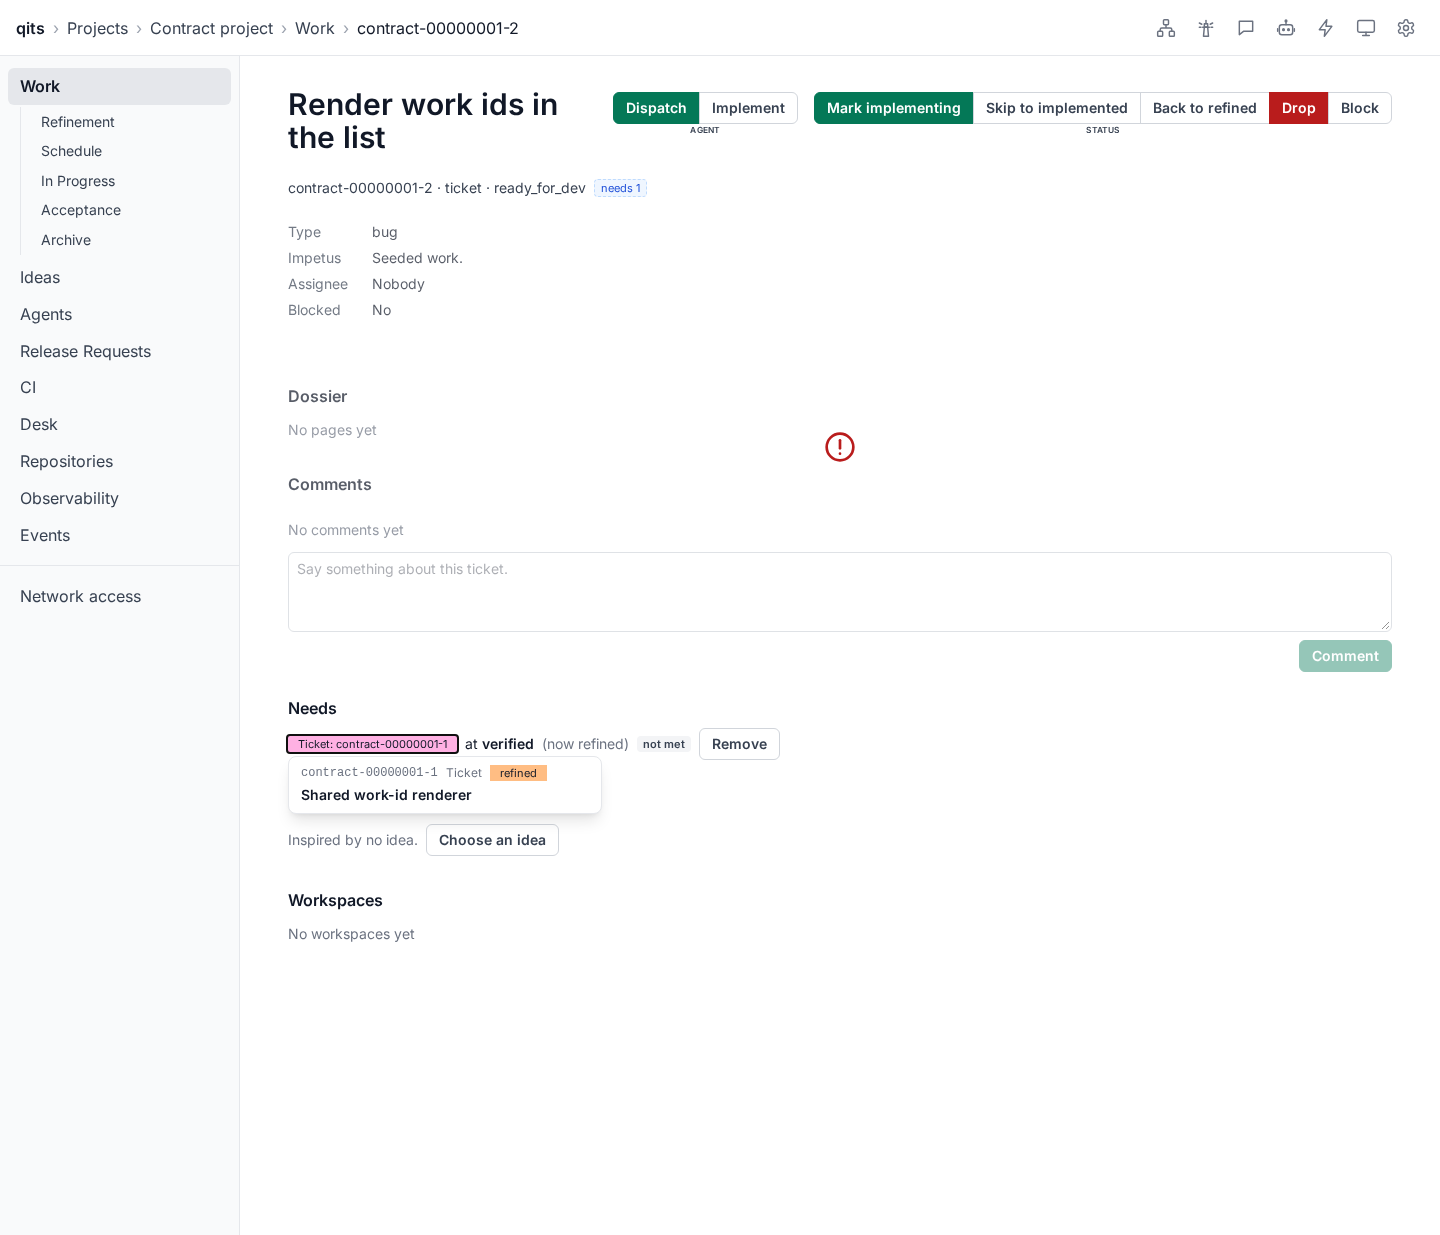 qits › Projects › Contract project › Work › contract-00000001-2
Work
Refinement
Schedule
In Progress
Acceptance
Archive
Ideas
Agents
Release Requests
CI
Desk
Repositories
Observability
Events
Network access
Render work ids in
the list
Dispatch Implement
AGENT
Mark implementing Skip to implemented Back to refined Drop Block
STATUS
contract-00000001-2 · ticket · ready_for_dev needs 1
Type bug
Impetus Seeded work.
Assignee Nobody
Blocked No
Dossier
No pages yet
Comments
No comments yet
Say something about this ticket.
Comment
Needs
Ticket: contract-00000001-1 at verified (now refined) not met Remove
contract-00000001-1 Ticket refined
Shared work-id renderer
Inspired by no idea. Choose an idea
Workspaces
No workspaces yet